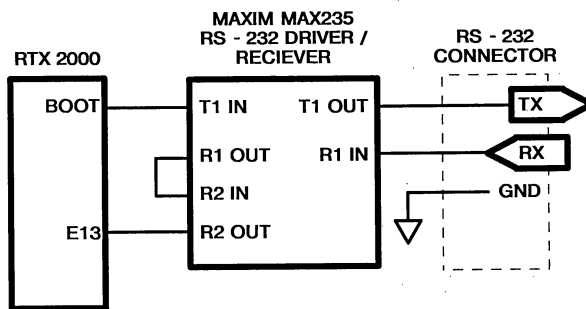 MAXIM MAX235
RS - 232 DRIVER /
RECIEVER
RS - 232
CONNECTOR
RTX 2000
BOOT
T1 IN
T1 OUT
TX
R1 OUT
R1 IN
RX
R2 IN
GND
E13
R2 OUT